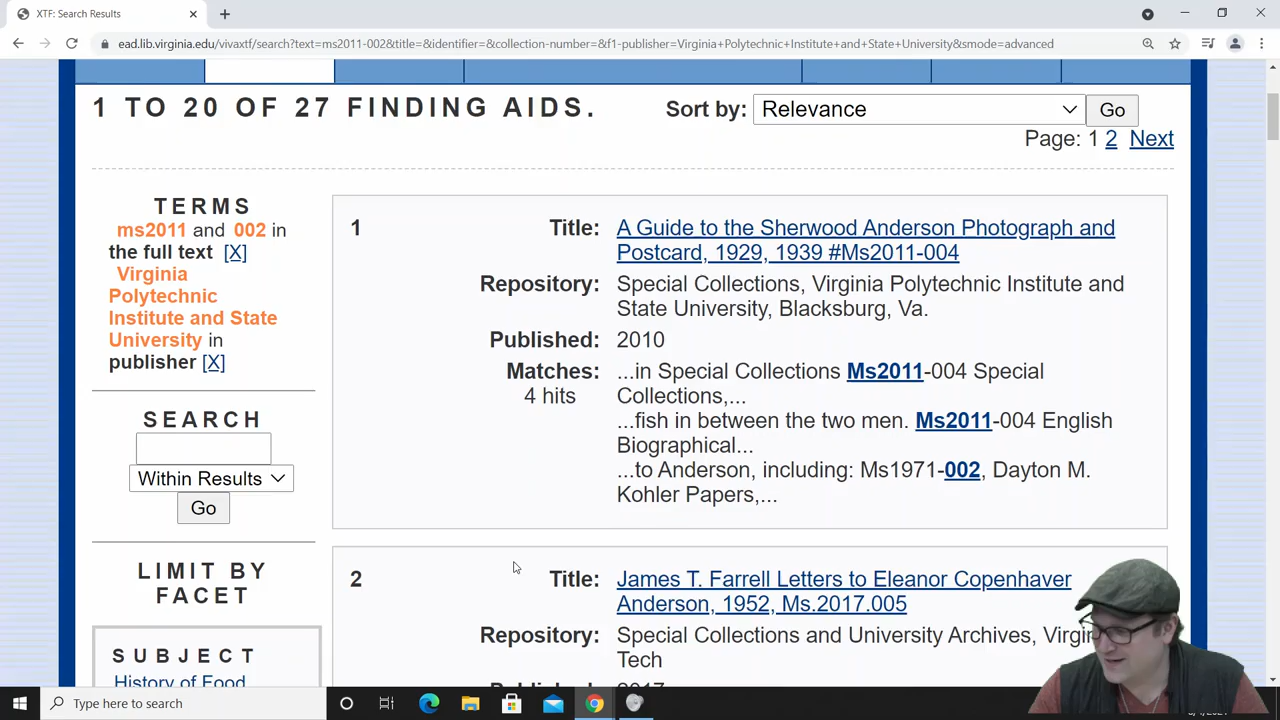 XTF: Search Results
ead.lib.virginia.edu/vivaxtf/search?text=ms2011-002&title=&identifier=&collection-number=&f1-publisher=Virginia+Polytechnic+Institute+and+State+University&smode=advanced
1 TO 20 OF 27 FINDING AIDS.
Sort by: Relevance Go
Page: 1 2 Next
TERMS
ms2011 and 002 in
the full text [X]
Virginia
Polytechnic
Institute and State
University in
publisher [X]
SEARCH
Within Results
Go
LIMIT BY
FACET
SUBJECT
History of Food
1
Title: A Guide to the Sherwood Anderson Photograph and
Postcard, 1929, 1939 #Ms2011-004
Repository: Special Collections, Virginia Polytechnic Institute and
State University, Blacksburg, Va.
Published: 2010
Matches: ...in Special Collections Ms2011-004 Special
4 hits
Collections,...
...fish in between the two men. Ms2011-004 English
Biographical...
...to Anderson, including: Ms1971-002, Dayton M.
Kohler Papers,...
2
Title: James T. Farrell Letters to Eleanor Copenhaver
Anderson, 1952, Ms.2017.005
Repository: Special Collections and University Archives,
Tech
Published: 2017
Type here to search